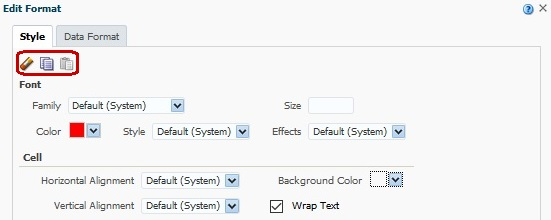 Edit Format
Style Data Format
Font
Family Default (System) Size
Color Style Default (System) Effects Default (System)
Cell
Horizontal Alignment Default (System) Background Color
Vertical Alignment Default (System) Wrap Text